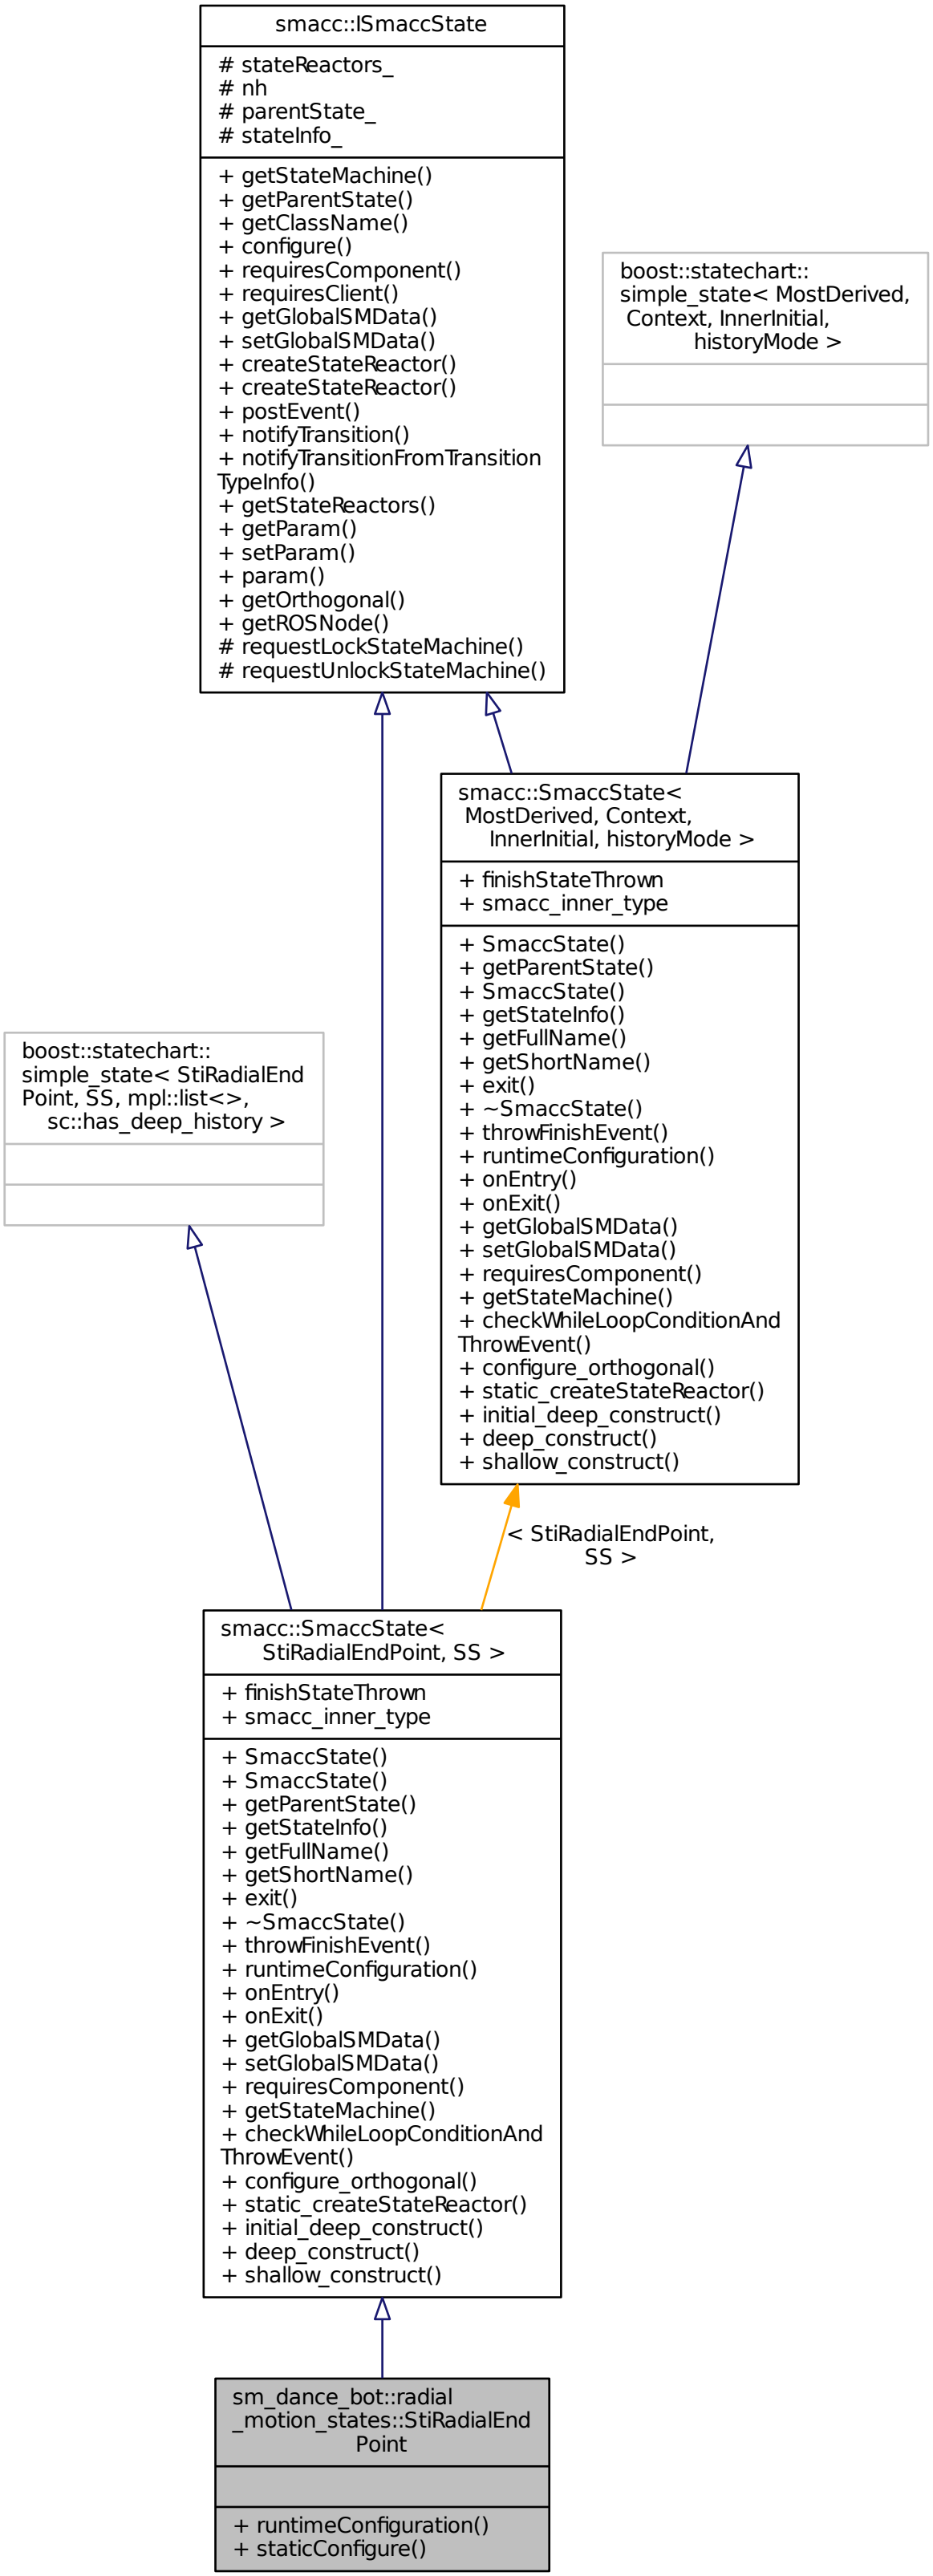 smacc::ISmaccState
# stateReactors_
# nh
# parentState_
# stateInfo_
+ getStateMachine()
+ getParentState()
+ getClassName()
+ configure()
+ requiresComponent()
+ requiresClient()
+ getGlobalSMData()
+ setGlobalSMData()
+ createStateReactor()
+ createStateReactor()
+ postEvent()
+ notifyTransition()
+ notifyTransitionFromTransition
TypeInfo()
+ getStateReactors()
+ getParam()
+ setParam()
+ param()
+ getOrthogonal()
+ getROSNode()
# requestLockStateMachine()
# requestUnlockStateMachine()
boost::statechart::
simple_state< MostDerived,
Context, InnerInitial,
historyMode >
smacc::SmaccState<
MostDerived, Context,
InnerInitial, historyMode >
+ finishStateThrown
+ smacc_inner_type
+ SmaccState()
+ getParentState()
+ SmaccState()
+ getStateInfo()
+ getFullName()
+ getShortName()
+ exit()
+ ~SmaccState()
+ throwFinishEvent()
+ runtimeConfiguration()
+ onEntry()
+ onExit()
+ getGlobalSMData()
+ setGlobalSMData()
+ requiresComponent()
+ getStateMachine()
+ checkWhileLoopConditionAnd
ThrowEvent()
+ configure_orthogonal()
+ static_createStateReactor()
+ initial_deep_construct()
+ deep_construct()
+ shallow_construct()
boost::statechart::
simple_state< StiRadialEnd
Point, SS, mpl::list<>,
sc::has_deep_history >
< StiRadialEndPoint,
SS >
smacc::SmaccState<
StiRadialEndPoint, SS >
+ finishStateThrown
+ smacc_inner_type
+ SmaccState()
+ SmaccState()
+ getParentState()
+ getStateInfo()
+ getFullName()
+ getShortName()
+ exit()
+ ~SmaccState()
+ throwFinishEvent()
+ runtimeConfiguration()
+ onEntry()
+ onExit()
+ getGlobalSMData()
+ setGlobalSMData()
+ requiresComponent()
+ getStateMachine()
+ checkWhileLoopConditionAnd
ThrowEvent()
+ configure_orthogonal()
+ static_createStateReactor()
+ initial_deep_construct()
+ deep_construct()
+ shallow_construct()
sm_dance_bot::radial
_motion_states::StiRadialEnd
Point
+ runtimeConfiguration()
+ staticConfigure()